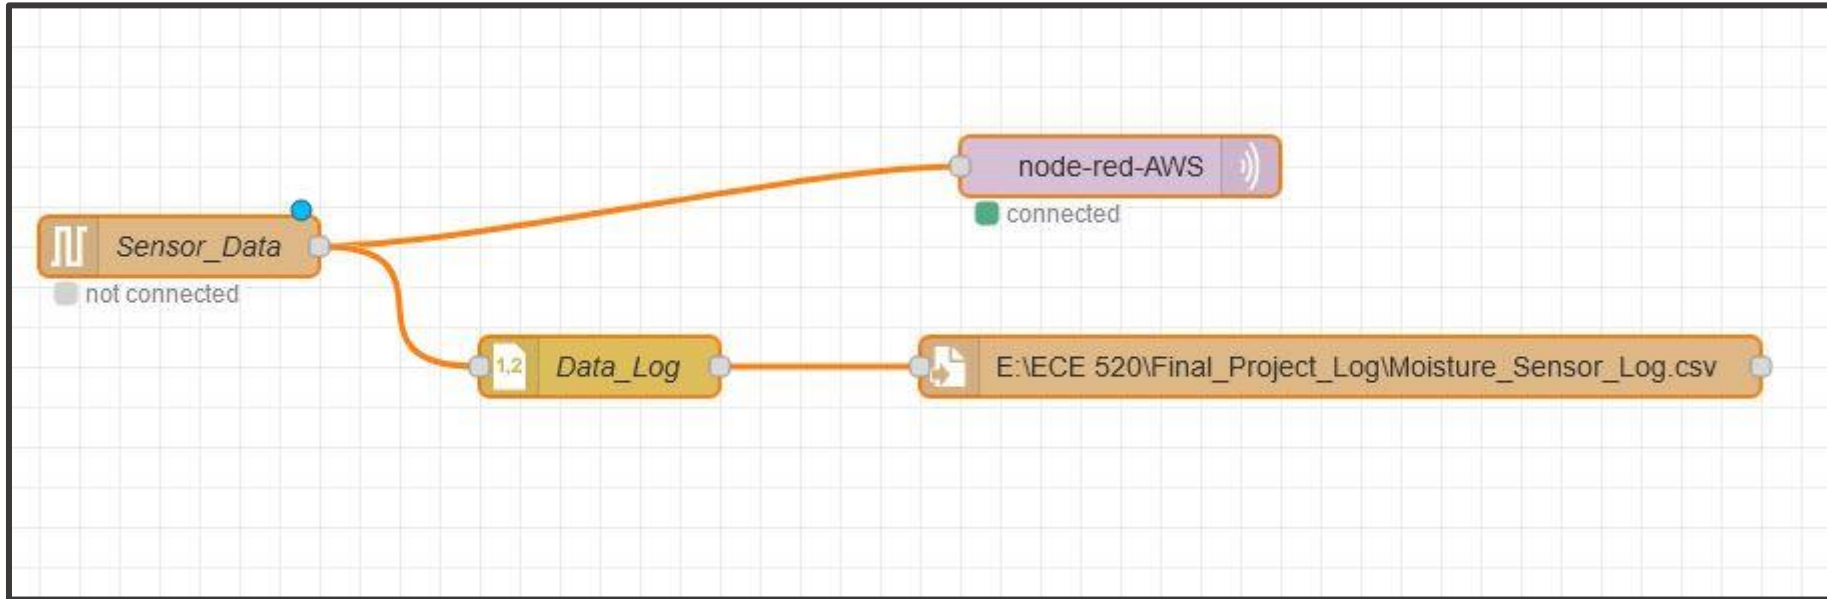 node-red-AWS
connected
Sensor_Data
not connected
1,2
Data_Log
E:\ECE 520\Final_Project_Log\Moisture_Sensor_Log.csv